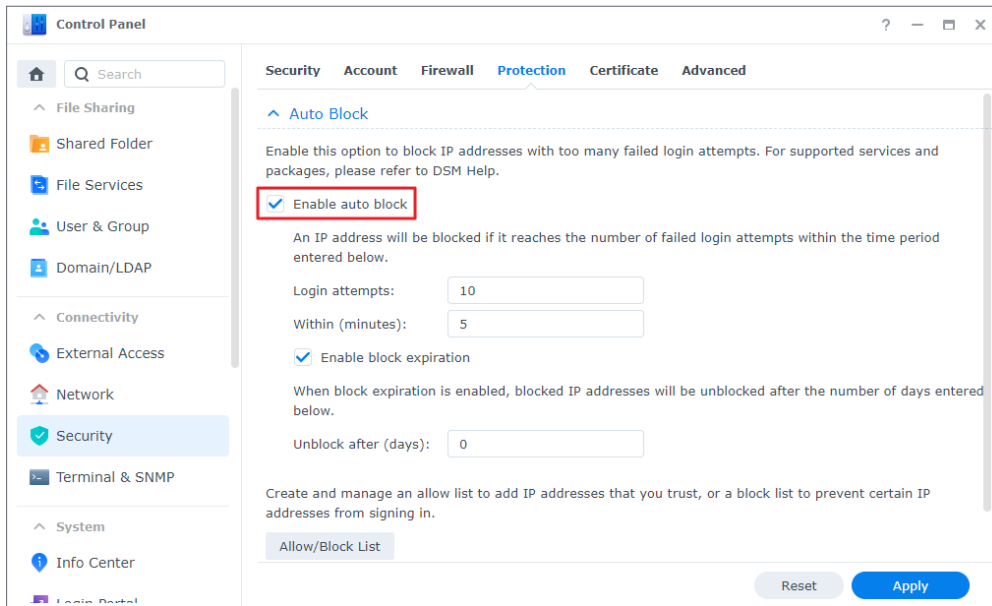 Control Panel
?
Search
Security Account Firewall Protection Certificate Advanced
File Sharing
Shared Folder
File Services
User & Group
Domain/LDAP
Connectivity
External Access
Network
Security
Terminal & SNMP
System
Info Center
Login Portal
Auto Block
Enable this option to block IP addresses with too many failed login attempts. For supported services and
packages, please refer to DSM Help.
Enable auto block
An IP address will be blocked if it reaches the number of failed login attempts within the time period
entered below.
Login attempts: 10
Within (minutes): 5
Enable block expiration
When block expiration is enabled, blocked IP addresses will be unblocked after the number of days entered
below.
Unblock after (days): 0
Create and manage an allow list to add IP addresses that you trust, or a block list to prevent certain IP
addresses from signing in.
Allow/Block List
Reset Apply